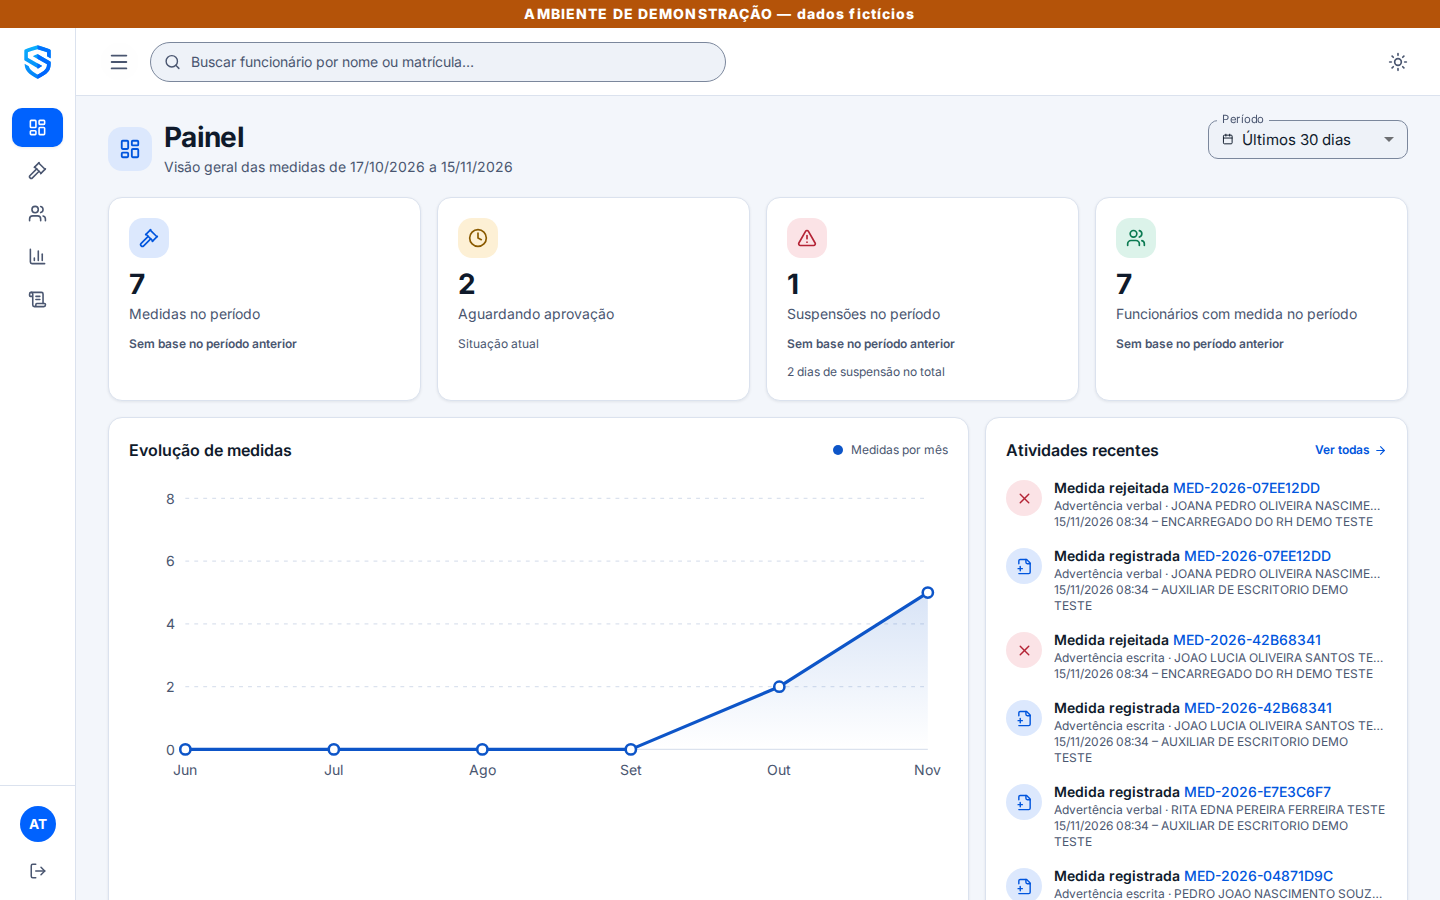 AMBIENTE DE DEMONSTRAÇÃO — dados fictícios
Buscar funcionário por nome ou matrícula...
Painel
Visão geral das medidas de 17/10/2026 a 15/11/2026
Período
Últimos 30 dias
7
Medidas no período
Sem base no período anterior
2
Aguardando aprovação
Situação atual
1
Suspensões no período
Sem base no período anterior
2 dias de suspensão no total
7
Funcionários com medida no período
Sem base no período anterior
Evolução de medidas
Medidas por mês
8
6
4
2
0
Jun Jul Ago Set Out Nov
Atividades recentes
Ver todas
Medida rejeitada MED-2026-07EE12DD
Advertência verbal · JOANA PEDRO OLIVEIRA NASCIME...
15/11/2026 08:34 – ENCARREGADO DO RH DEMO TESTE
Medida registrada MED-2026-07EE12DD
Advertência verbal · JOANA PEDRO OLIVEIRA NASCIME...
15/11/2026 08:34 – AUXILIAR DE ESCRITORIO DEMO
TESTE
Medida rejeitada MED-2026-42B68341
Advertência escrita · JOAO LUCIA OLIVEIRA SANTOS TE...
15/11/2026 08:34 – ENCARREGADO DO RH DEMO TESTE
Medida registrada MED-2026-42B68341
Advertência escrita · JOAO LUCIA OLIVEIRA SANTOS TE...
15/11/2026 08:34 – AUXILIAR DE ESCRITORIO DEMO
TESTE
Medida registrada MED-2026-E7E3C6F7
Advertência verbal · RITA EDNA PEREIRA FERREIRA TESTE
15/11/2026 08:34 – AUXILIAR DE ESCRITORIO DEMO
TESTE
Medida registrada MED-2026-04871D9C
Advertência escrita · PEDRO JOAO NASCIMENTO SOUZ...
AT